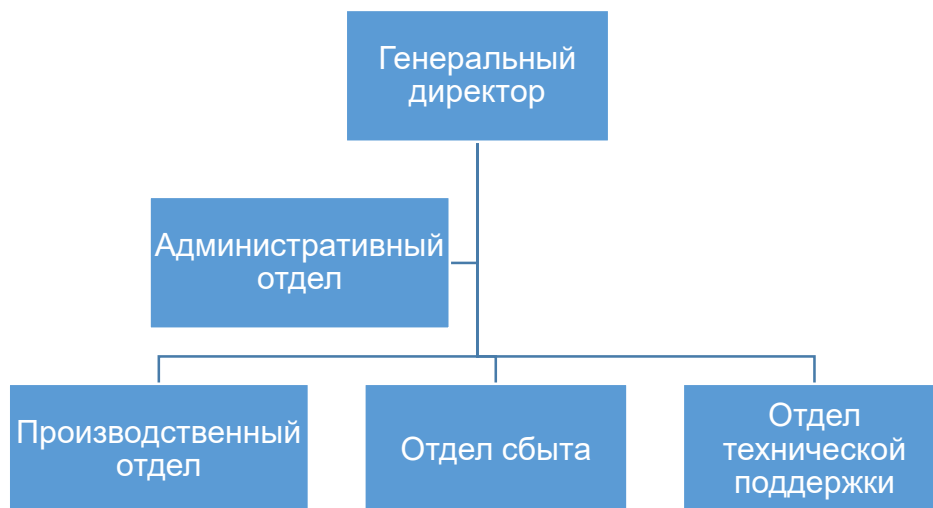 Генеральный
директор
Административный
отдел
Производственный
отдел
Отдел сбыта
Отдел
технической
поддержки